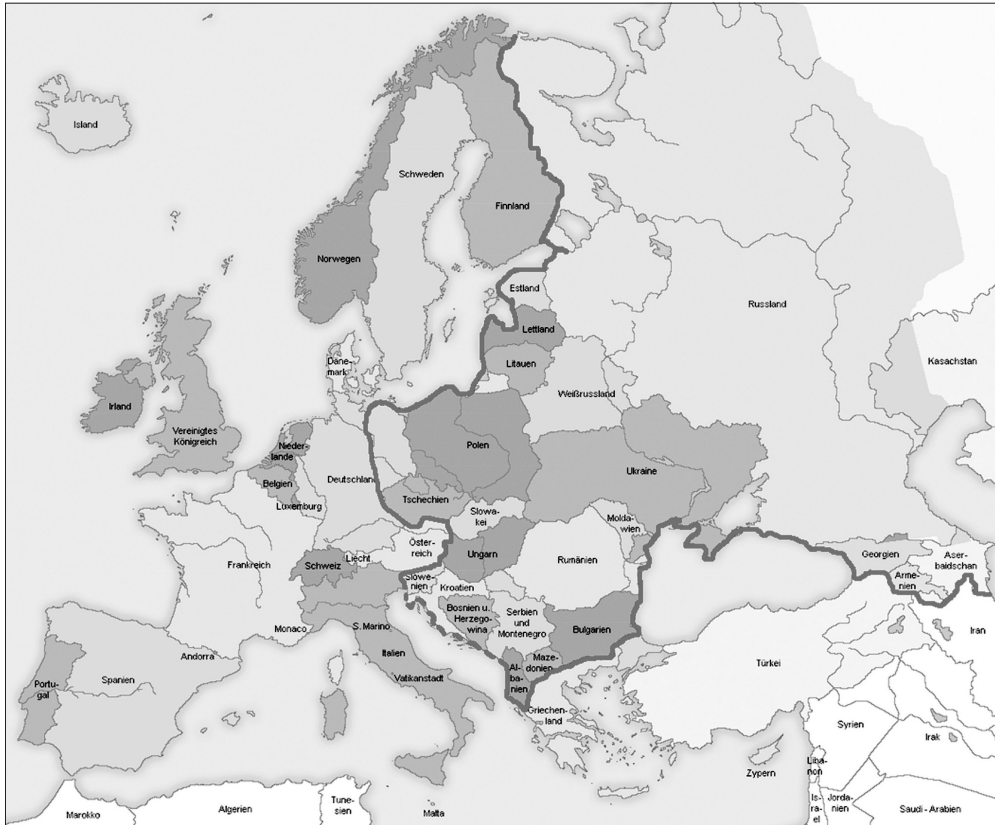 Island
Schweden
Finnland
Norwegen
Estland
Russland
Lettland
Däne-
mark
Litauen
Kasachstan
Weißrussland
Irland
Vereinigtes
Königreich
Nieder-
lande
Polen
Ukraine
Belgien
Deutschlan
Luxemburg
Tschechien
Slowa-
kei
Moldа-
wien
Öster-
reich
Ungarn
Liecht
Schweiz
Frankreich
Rumänien
Georgien
Aser-
baidschan
Slowe-
nien
Kroatien
Arme-
nien
Bosnien u.
Herzego-
wina
Serbien
und
Montenegro
Bulgarien
Monaco
S. Marino
Iran
Andorra
Italien
Maze-
donien
Al-
ba-
nien
Türkei
Spanien
Portu-
gal
Vatikanstadt
Griechen-
land
Syrien
Irak
Zypern
Liba-
non
Is-
ra-
el
Jorda-
nien
Saudi - Arabien
Marokko
Algerien
Tune-
sien
Malta